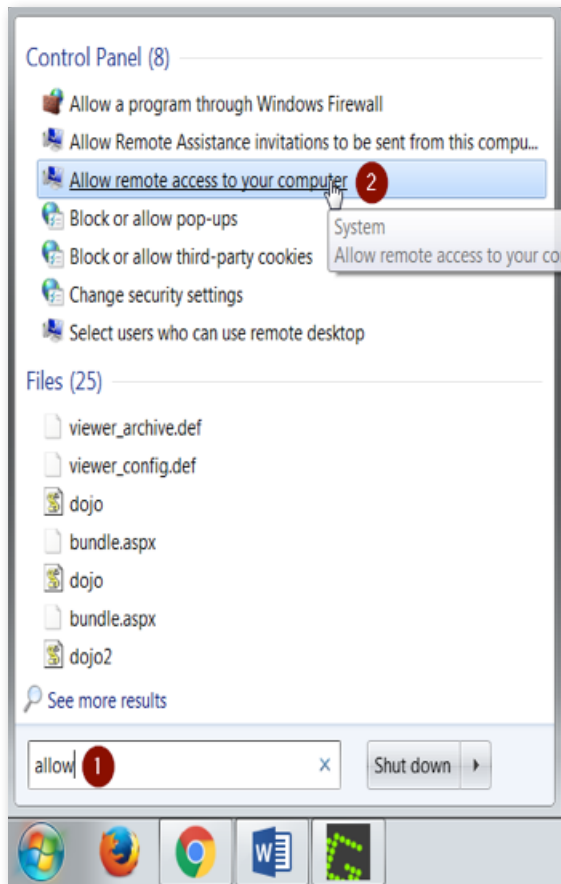 Control Panel (8)
Allow a program through Windows Firewall
Allow Remote Assistance invitations to be sent from this compu...
Allow remote access to your computer 2
Block or allow pop-ups
System
Block or allow third-party cookies
Allow remote access to your co
Change security settings
Select users who can use remote desktop
Files (25)
viewer_archive.def
viewer_config.def
dojo
bundle.aspx
dojo
bundle.aspx
dojo2
See more results
allow 1 × Shut down
W